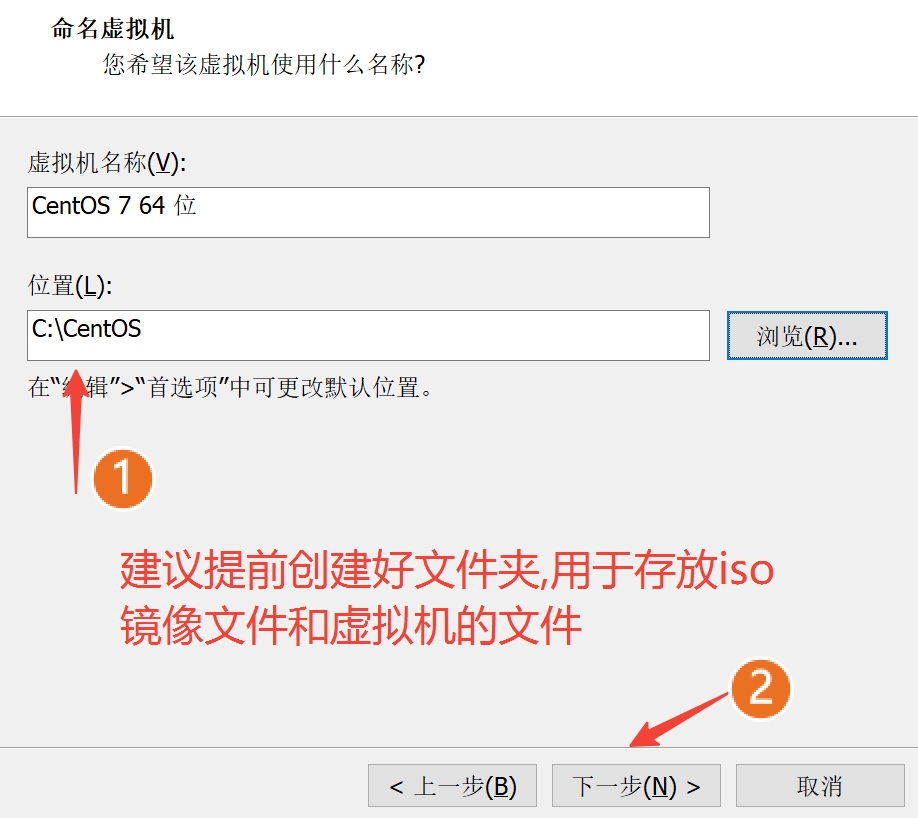 命名虚拟机
您希望该虚拟机使用什么名称?
虚拟机名称(V):
CentOS 7 64 位
位置(L):
C:\CentOS
浏览(R)...
在“编辑”>“首选项”中可更改默认位置。
1
建议提前创建好文件夹,用于存放iso
镜像文件和虚拟机的文件
2
< 上一步(B)
下一步(N) >
取消